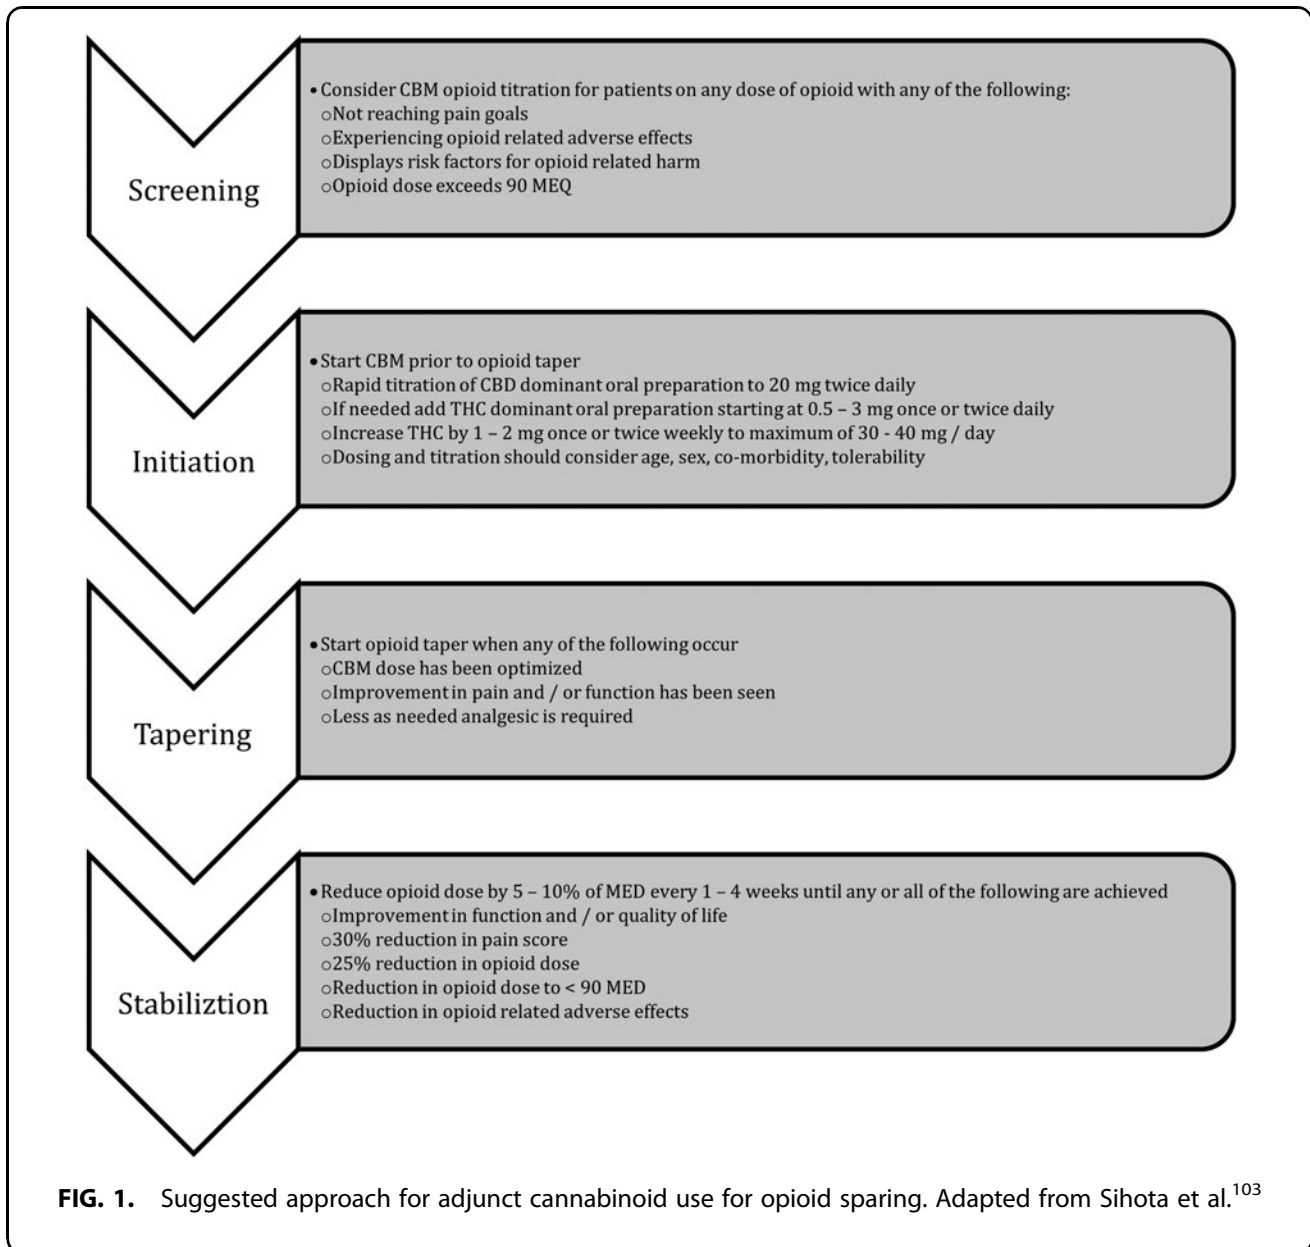 Screening
• Consider CBM opioid titration for patients on any dose of opioid with any of the following:
oNot reaching pain goals
oExperiencing opioid related adverse effects
oDisplays risk factors for opioid related harm
oOpioid dose exceeds 90 MEQ
Initiation
• Start CBM prior to opioid taper
oRapid titration of CBD dominant oral preparation to 20 mg twice daily
oIf needed add THC dominant oral preparation starting at 0.5 – 3 mg once or twice daily
oIncrease THC by 1 – 2 mg once or twice weekly to maximum of 30 - 40 mg / day
oDosing and titration should consider age, sex, co-morbidity, tolerability
Tapering
• Start opioid taper when any of the following occur
oCBM dose has been optimized
oImprovement in pain and / or function has been seen
oLess as needed analgesic is required
Stabiliztion
• Reduce opioid dose by 5 – 10% of MED every 1 – 4 weeks until any or all of the following are achieved
oImprovement in function and / or quality of life
o30% reduction in pain score
o25% reduction in opioid dose
oReduction in opioid dose to < 90 MED
oReduction in opioid related adverse effects
FIG. 1. Suggested approach for adjunct cannabinoid use for opioid sparing. Adapted from Sihota et al.103